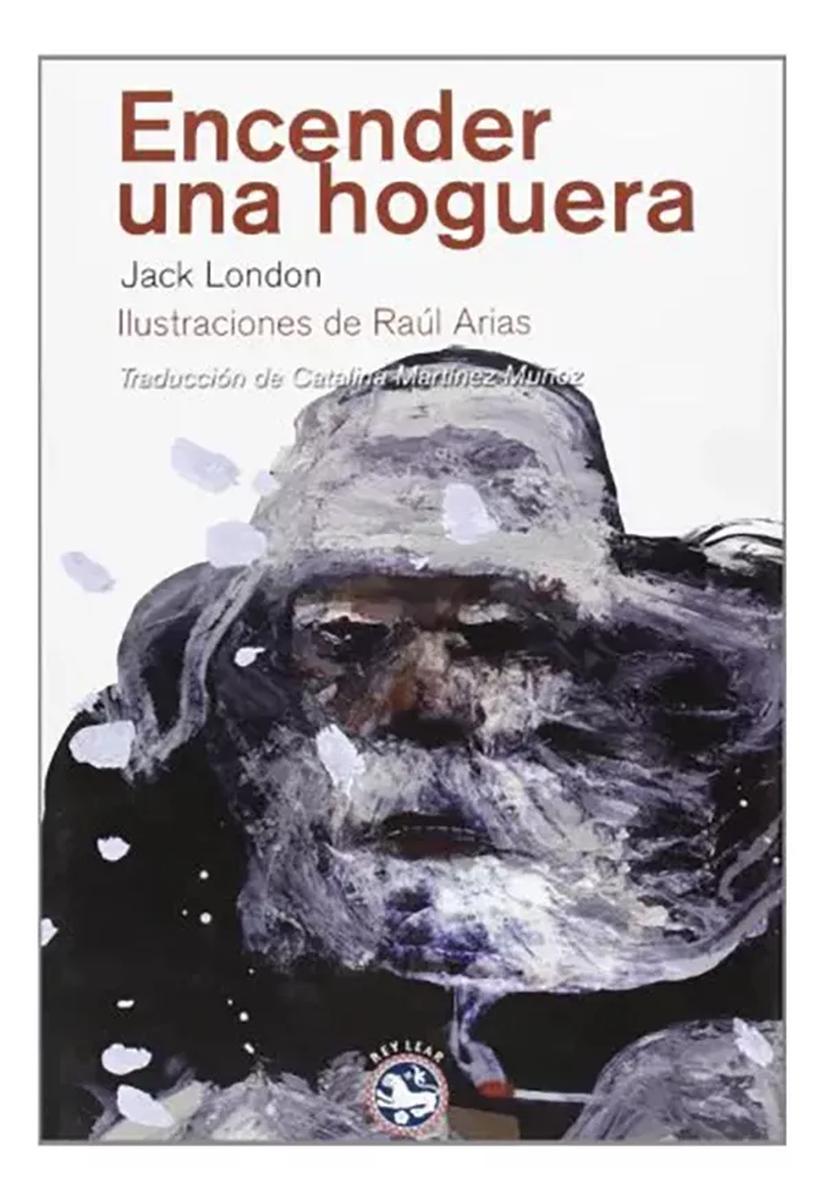 Encender
una hoguera
Jack London
Ilustraciones de Raúl Arias
Traducción de Catalina Martínez Muñoz
REY LEAR